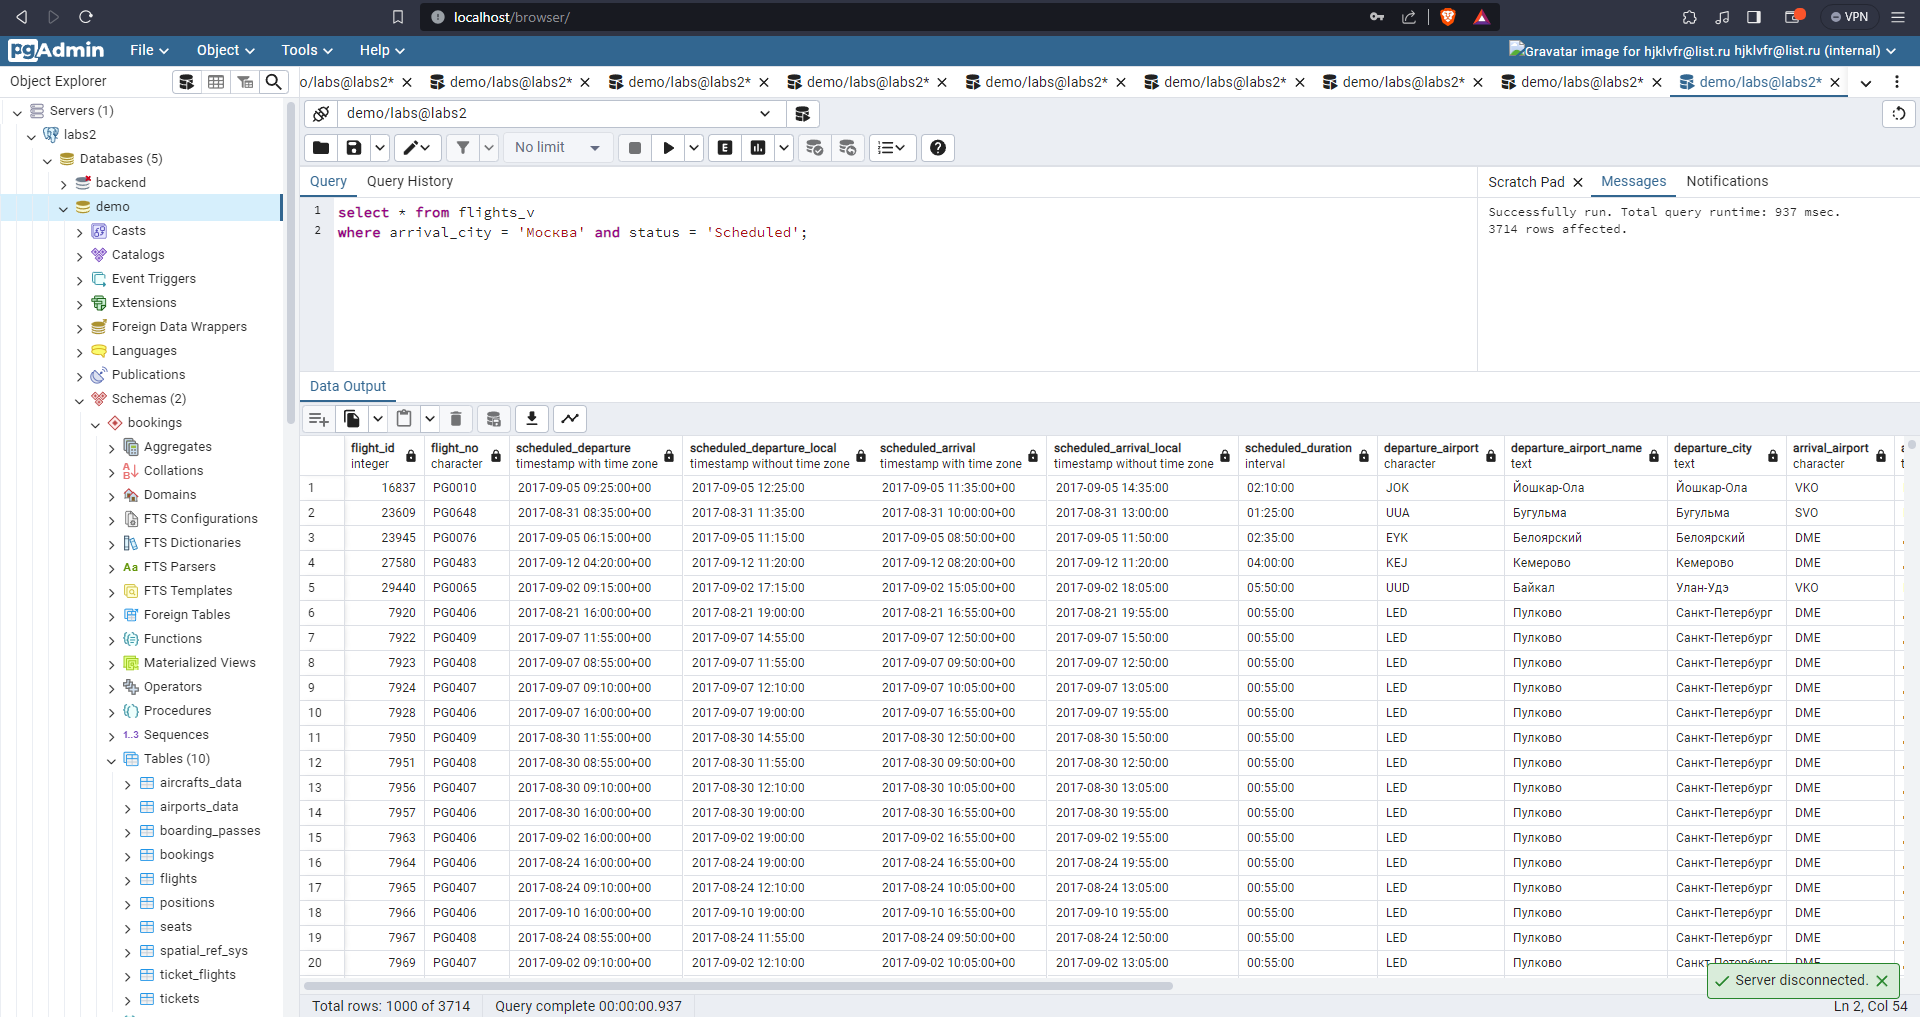 localhost/browser/
VPN
pgAdmin
File
Object
Tools
Help
Gravatar image for hjklvfr@list.ru hjklvfr@list.ru (internal)
Object Explorer
o/labs@labs2*
demo/labs@labs2*
demo/labs@labs2*
demo/labs@labs2*
demo/labs@labs2*
demo/labs@labs2*
demo/labs@labs2*
demo/labs@labs2*
demo/labs@labs2*
Servers (1)
labs2
Databases (5)
backend
demo
Casts
Catalogs
Event Triggers
Extensions
Foreign Data Wrappers
Languages
Publications
Schemas (2)
bookings
Aggregates
Collations
Domains
FTS Configurations
FTS Dictionaries
Aa FTS Parsers
FTS Templates
Foreign Tables
Functions
Materialized Views
Operators
Procedures
1..3 Sequences
Tables (10)
aircrafts_data
airports_data
boarding_passes
bookings
flights
positions
seats
spatial_ref_sys
ticket_flights
tickets
demo/labs@labs2
No limit
E
Query
Query History
1 select * from flights_v
2 where arrival_city = 'Москва' and status = 'Scheduled';
Scratch Pad
Messages
Notifications
Successfully run. Total query runtime: 937 msec.
3714 rows affected.
Data Output
flight_id integer
flight_no character
scheduled_departure timestamp with time zone
scheduled_departure_local timestamp without time zone
scheduled_arrival timestamp with time zone
scheduled_arrival_local timestamp without time zone
scheduled_duration interval
departure_airport character
departure_airport_name text
departure_city text
arrival_airport character
1 16837 PG0010 2017-09-05 09:25:00+00 2017-09-05 12:25:00 2017-09-05 11:35:00+00 2017-09-05 14:35:00 02:10:00 JOK Йошкар-Ола Йошкар-Ола VKO
2 23609 PG0648 2017-08-31 08:35:00+00 2017-08-31 11:35:00 2017-08-31 10:00:00+00 2017-08-31 13:00:00 01:25:00 UUA Бугульма Бугульма SVO
3 23945 PG0076 2017-09-05 06:15:00+00 2017-09-05 11:15:00 2017-09-05 08:50:00+00 2017-09-05 11:50:00 02:35:00 EYK Белоярский Белоярский DME
4 27580 PG0483 2017-09-12 04:20:00+00 2017-09-12 11:20:00 2017-09-12 08:20:00+00 2017-09-12 11:20:00 04:00:00 KEJ Кемерово Кемерово DME
5 29440 PG0065 2017-09-02 09:15:00+00 2017-09-02 17:15:00 2017-09-02 15:05:00+00 2017-09-02 18:05:00 05:50:00 UUD Байкал Улан-Удэ VKO
6 7920 PG0406 2017-08-21 16:00:00+00 2017-08-21 19:00:00 2017-08-21 16:55:00+00 2017-08-21 19:55:00 00:55:00 LED Пулково Санкт-Петербург DME
7 7922 PG0409 2017-09-07 11:55:00+00 2017-09-07 14:55:00 2017-09-07 12:50:00+00 2017-09-07 15:50:00 00:55:00 LED Пулково Санкт-Петербург DME
8 7923 PG0408 2017-09-07 08:55:00+00 2017-09-07 11:55:00 2017-09-07 09:50:00+00 2017-09-07 12:50:00 00:55:00 LED Пулково Санкт-Петербург DME
9 7924 PG0407 2017-09-07 09:10:00+00 2017-09-07 12:10:00 2017-09-07 10:05:00+00 2017-09-07 13:05:00 00:55:00 LED Пулково Санкт-Петербург DME
10 7928 PG0406 2017-09-07 16:00:00+00 2017-09-07 19:00:00 2017-09-07 16:55:00+00 2017-09-07 19:55:00 00:55:00 LED Пулково Санкт-Петербург DME
11 7950 PG0409 2017-08-30 11:55:00+00 2017-08-30 14:55:00 2017-08-30 12:50:00+00 2017-08-30 15:50:00 00:55:00 LED Пулково Санкт-Петербург DME
12 7951 PG0408 2017-08-30 08:55:00+00 2017-08-30 11:55:00 2017-08-30 09:50:00+00 2017-08-30 12:50:00 00:55:00 LED Пулково Санкт-Петербург DME
13 7956 PG0407 2017-08-30 09:10:00+00 2017-08-30 12:10:00 2017-08-30 10:05:00+00 2017-08-30 13:05:00 00:55:00 LED Пулково Санкт-Петербург DME
14 7957 PG0406 2017-08-30 16:00:00+00 2017-08-30 19:00:00 2017-08-30 16:55:00+00 2017-08-30 19:55:00 00:55:00 LED Пулково Санкт-Петербург DME
15 7963 PG0406 2017-09-02 16:00:00+00 2017-09-02 19:00:00 2017-09-02 16:55:00+00 2017-09-02 19:55:00 00:55:00 LED Пулково Санкт-Петербург DME
16 7964 PG0406 2017-08-24 16:00:00+00 2017-08-24 19:00:00 2017-08-24 16:55:00+00 2017-08-24 19:55:00 00:55:00 LED Пулково Санкт-Петербург DME
17 7965 PG0407 2017-08-24 09:10:00+00 2017-08-24 12:10:00 2017-08-24 10:05:00+00 2017-08-24 13:05:00 00:55:00 LED Пулково Санкт-Петербург DME
18 7966 PG0406 2017-09-10 16:00:00+00 2017-09-10 19:00:00 2017-09-10 16:55:00+00 2017-09-10 19:55:00 00:55:00 LED Пулково Санкт-Петербург DME
19 7967 PG0408 2017-08-24 08:55:00+00 2017-08-24 11:55:00 2017-08-24 09:50:00+00 2017-08-24 12:50:00 00:55:00 LED Пулково Санкт-Петербург DME
20 7969 PG0407 2017-09-02 09:10:00+00 2017-09-02 12:10:00 2017-09-02 10:05:00+00 2017-09-02 13:05:00 00:55:00 LED Пулково
Server disconnected.
Total rows: 1000 of 3714
Query complete 00:00:00.937
Ln 2, Col 54